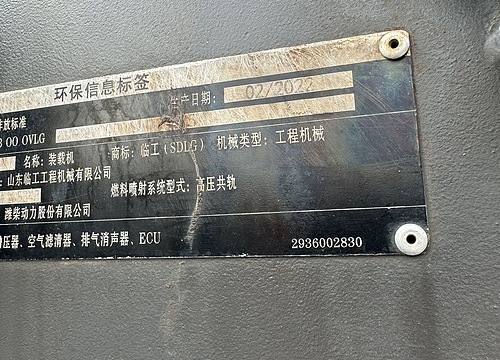 环保信息标签
放标准
生产日期: 02/2022
3 00 OVLG
名称: 装载机 商标: 临工 (SDLG) 机械类型: 工程机械
: 山东临工工程机械有限公司
燃料喷射系统型式: 高压共轨
潍柴动力股份有限公司
压器、空气滤清器、排气消声器、ECU 2936002830